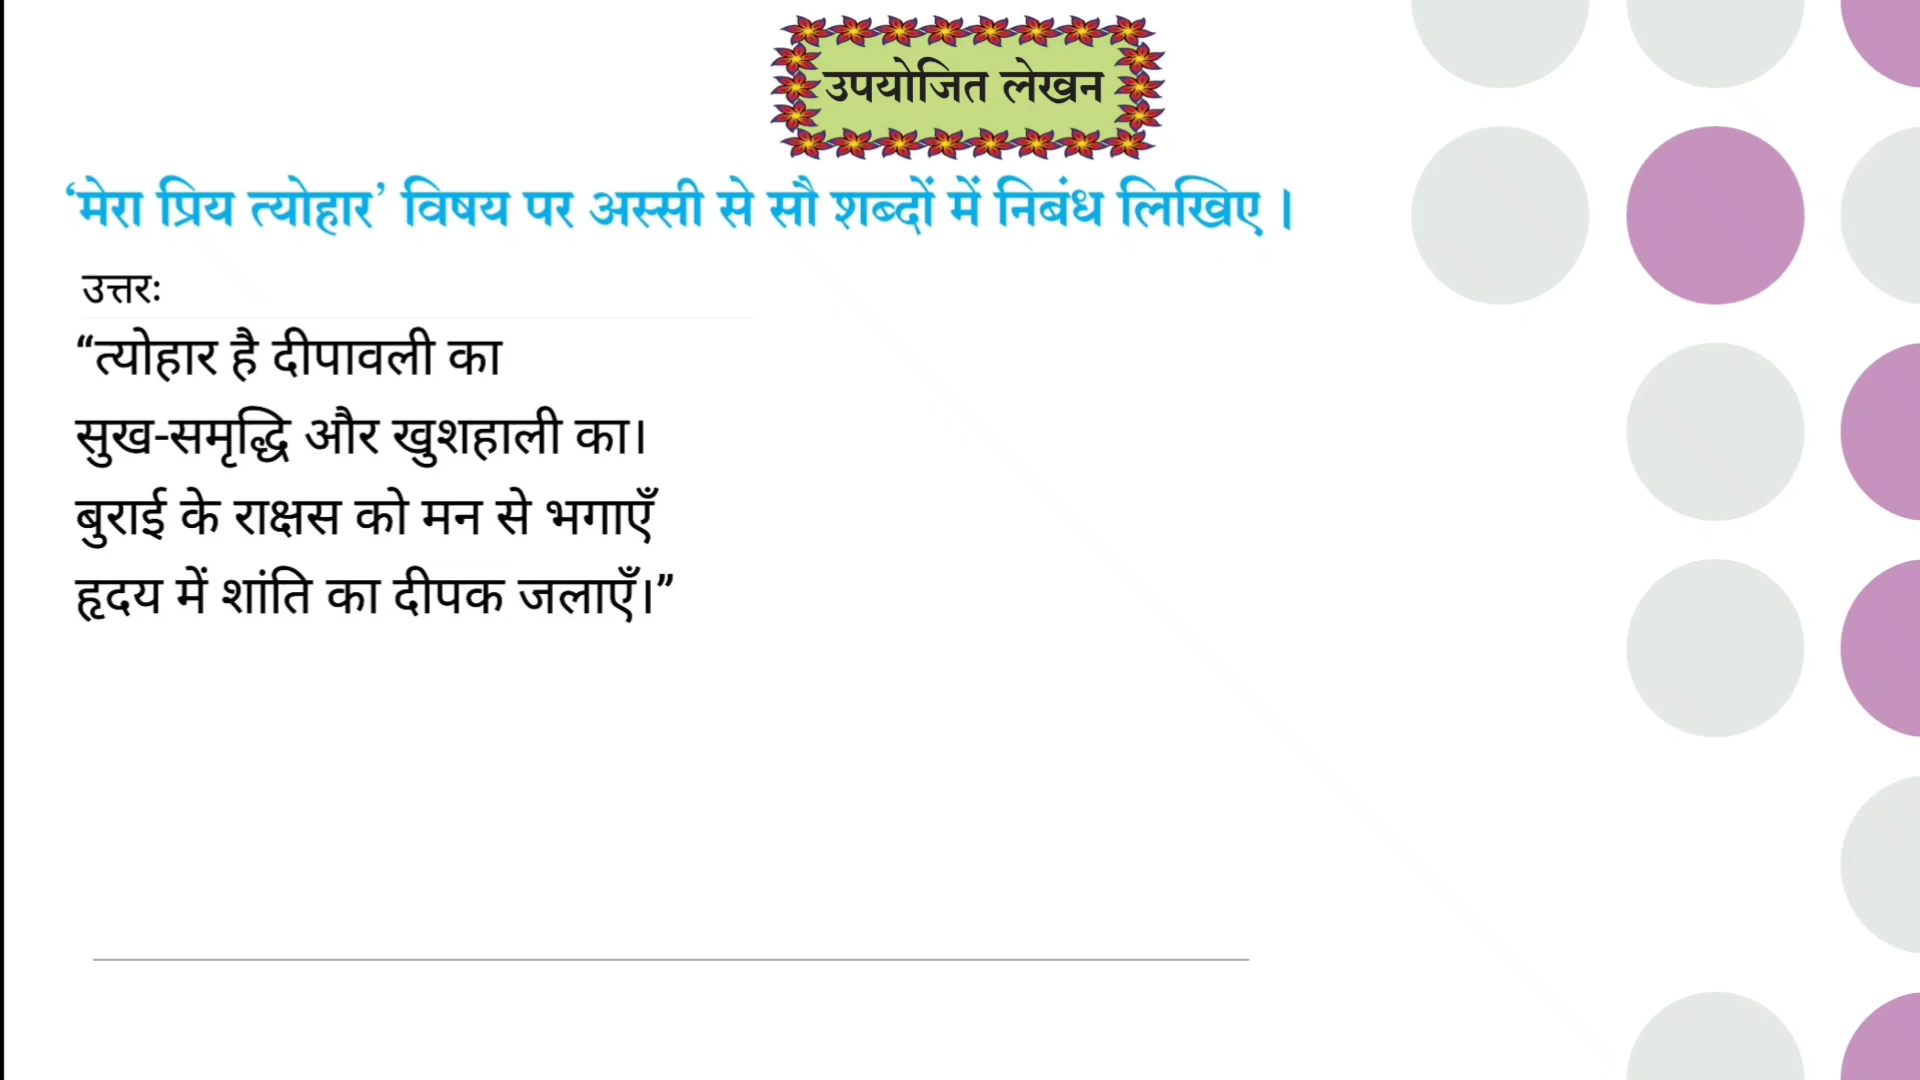 उपयोजित लेखन
‘मेरा प्रिय त्योहार’ विषय पर अस्सी से सौ शब्दों में निबंध लिखिए ।
उत्तरः
“त्योहार है दीपावली का
सुख-समृद्धि और खुशहाली का।
बुराई के राक्षस को मन से भगाएँ
हृदय में शांति का दीपक जलाएँ।”